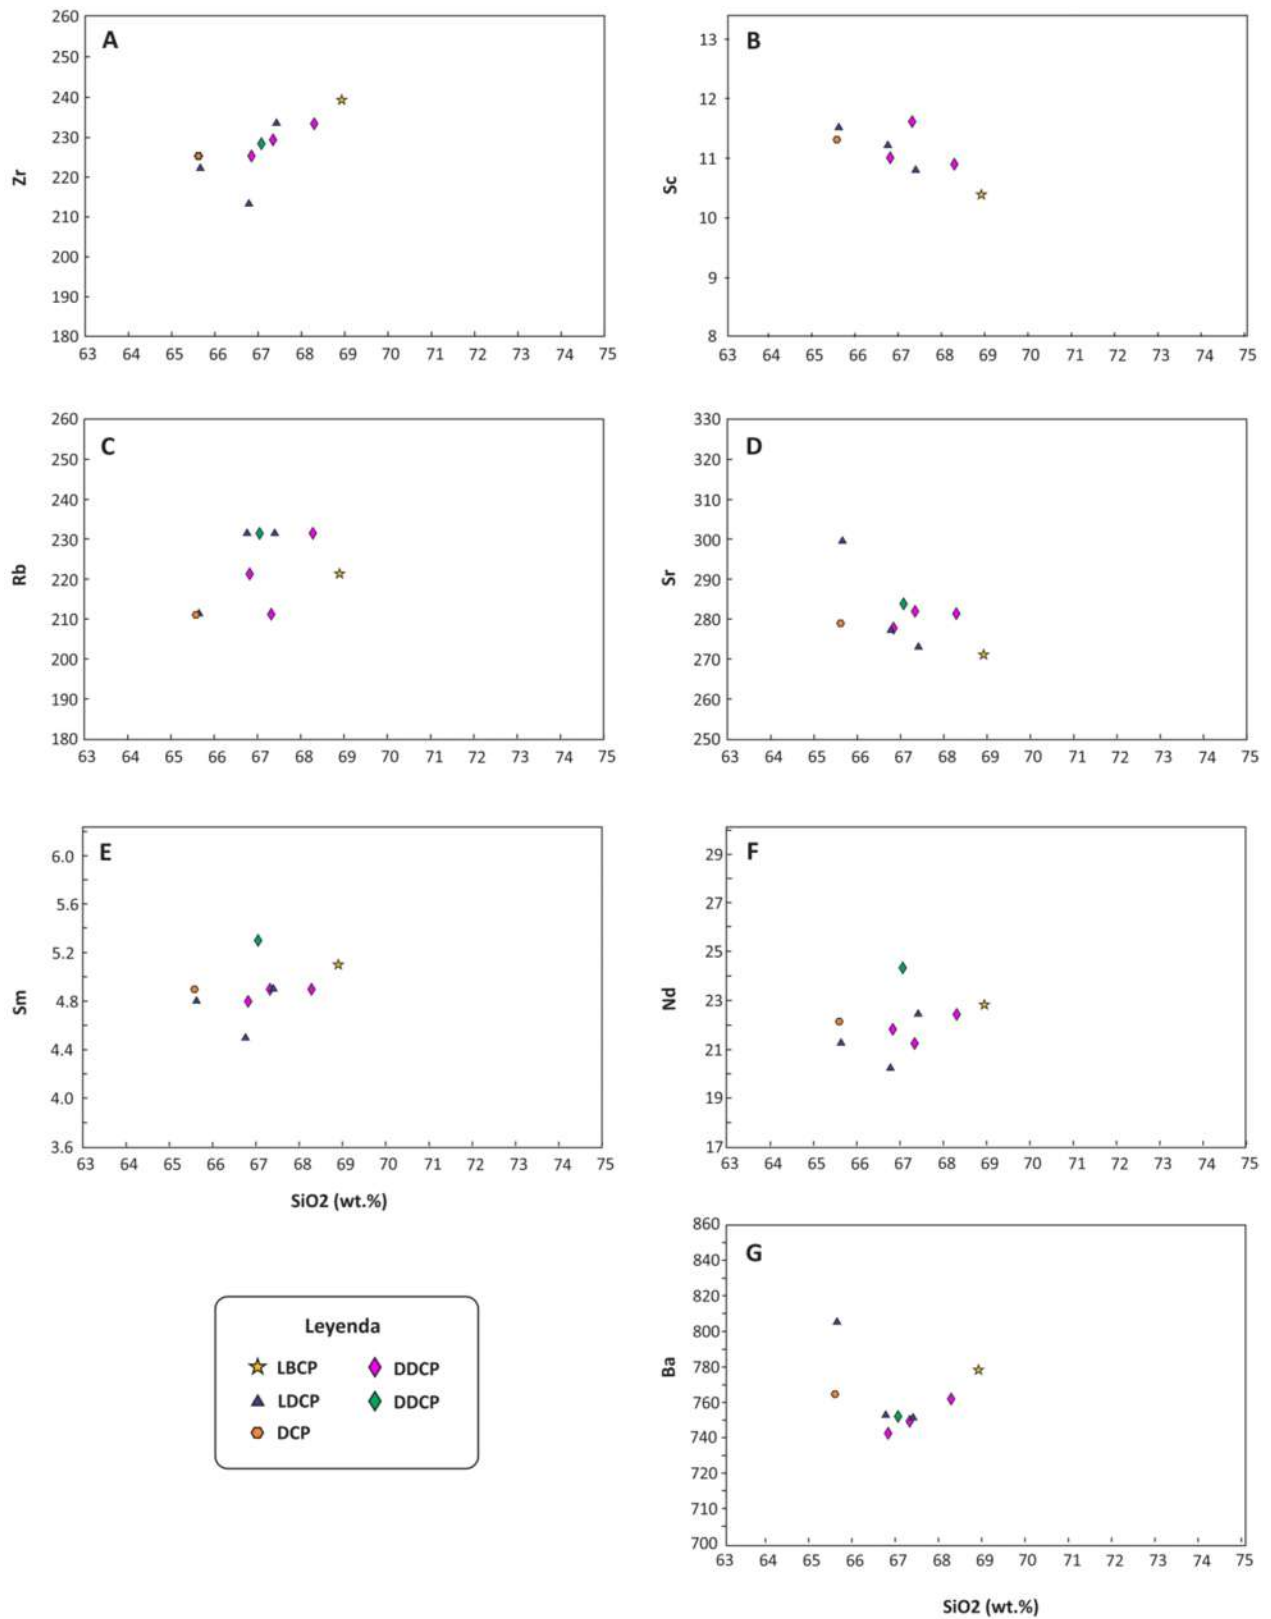 A
260
250
240
230
220
210
200
190
180
Zr
63 64 65 66 67 68 69 70 71 72 73 74 75
B
13
12
11
10
9
8
Sc
63 64 65 66 67 68 69 70 71 72 73 74 75
C
260
250
240
230
220
210
200
190
180
Rb
63 64 65 66 67 68 69 70 71 72 73 74 75
D
330
320
310
300
290
280
270
260
250
Sr
63 64 65 66 67 68 69 70 71 72 73 74 75
E
6.0
5.6
5.2
4.8
4.4
4.0
3.6
Sm
63 64 65 66 67 68 69 70 71 72 73 74 75
SiO2 (wt.%)
F
29
27
25
23
21
19
17
Nd
63 64 65 66 67 68 69 70 71 72 73 74 75
G
860
840
820
800
780
760
740
720
710
700
Ba
63 64 65 66 67 68 69 70 71 72 73 74 75
SiO2 (wt.%)
Leyenda
LBCP DDCP
LDCP DDCP
DCP